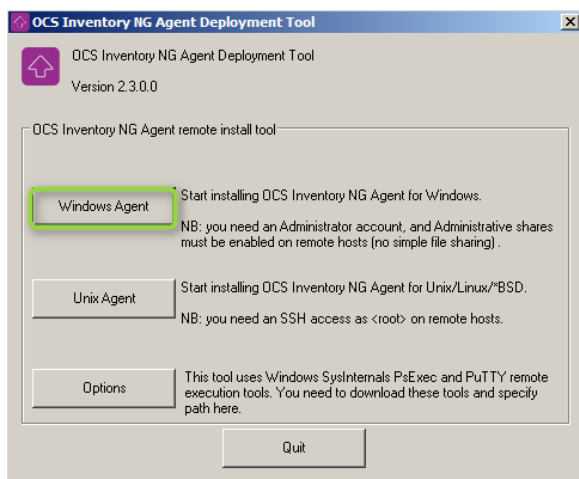 OCS Inventory NG Agent Deployment Tool
OCS Inventory NG Agent Deployment Tool
Version 2.3.0.0
OCS Inventory NG Agent remote install tool
Windows Agent
Start installing OCS Inventory NG Agent for Windows.
NB: you need an Administrator account, and Administrative shares
must be enabled on remote hosts (no simple file sharing) .
Unix Agent
Start installing OCS Inventory NG Agent for Unix/Linux/*BSD.
NB: you need an SSH access as <root> on remote hosts.
Options
This tool uses Windows SysInternals PsExec and PuTTY remote
execution tools. You need to download these tools and specify
path here.
Quit